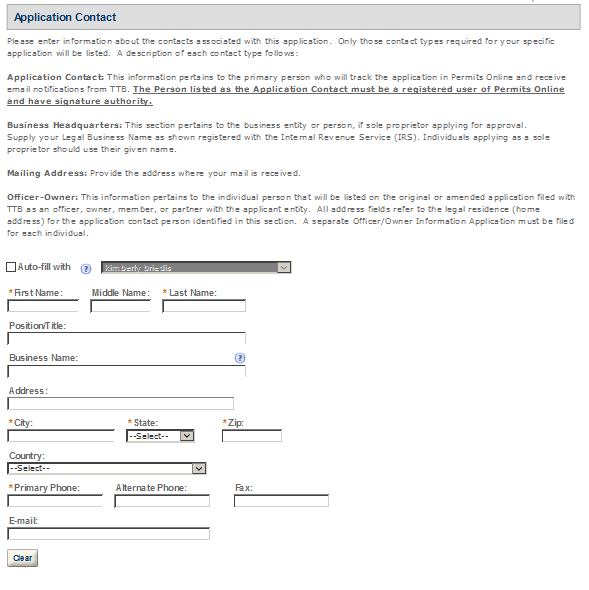 Application Contact
Please enter information about the contacts associated with this application. Only those contact types required for your specific
application will be listed. A description of each contact type follows:
Application Contact: This information pertains to the primary person who will track the application in Permits Online and receive
email notifications from TTB. The Person listed as the Application Contact must be a registered user of Permits Online
and have signature authority.
Business Headquarters: This section pertains to the business entity or person, if sole proprietor applying for approval.
Supply your Legal Business Name as shown registered with the Internal Revenue Service (IRS). Individuals applying as a sole
proprietor should use their given name.
Mailing Address: Provide the address where your mail is received.
Officer-Owner: This information pertains to the individual person that will be listed on the original or amended application filed with
TTB as an officer, owner, member, or partner with the applicant entity. All address fields refer to the legal residence (home
address) for the application contact person identified in this section. A separate Officer/Owner Information Application must be filed
for each individual.
Auto-fill with ? Kimberly Briedis
*First Name: Middle Name: *Last Name:
Position/Title:
Business Name: ?
Address:
*City: *State: *Zip:
--Select--
Country:
--Select--
*Primary Phone: Alternate Phone: Fax:
E-mail:
Clear